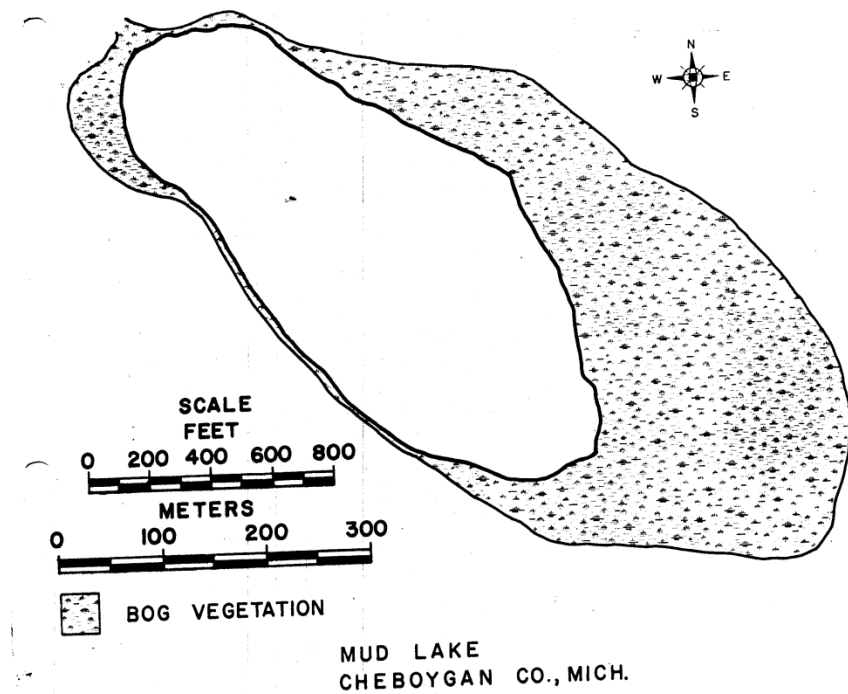 N
W E
S
SCALE
FEET
0 200 400 600 800
METERS
0 100 200 300
BOG VEGETATION
MUD LAKE
CHEBOYGAN CO., MICH.